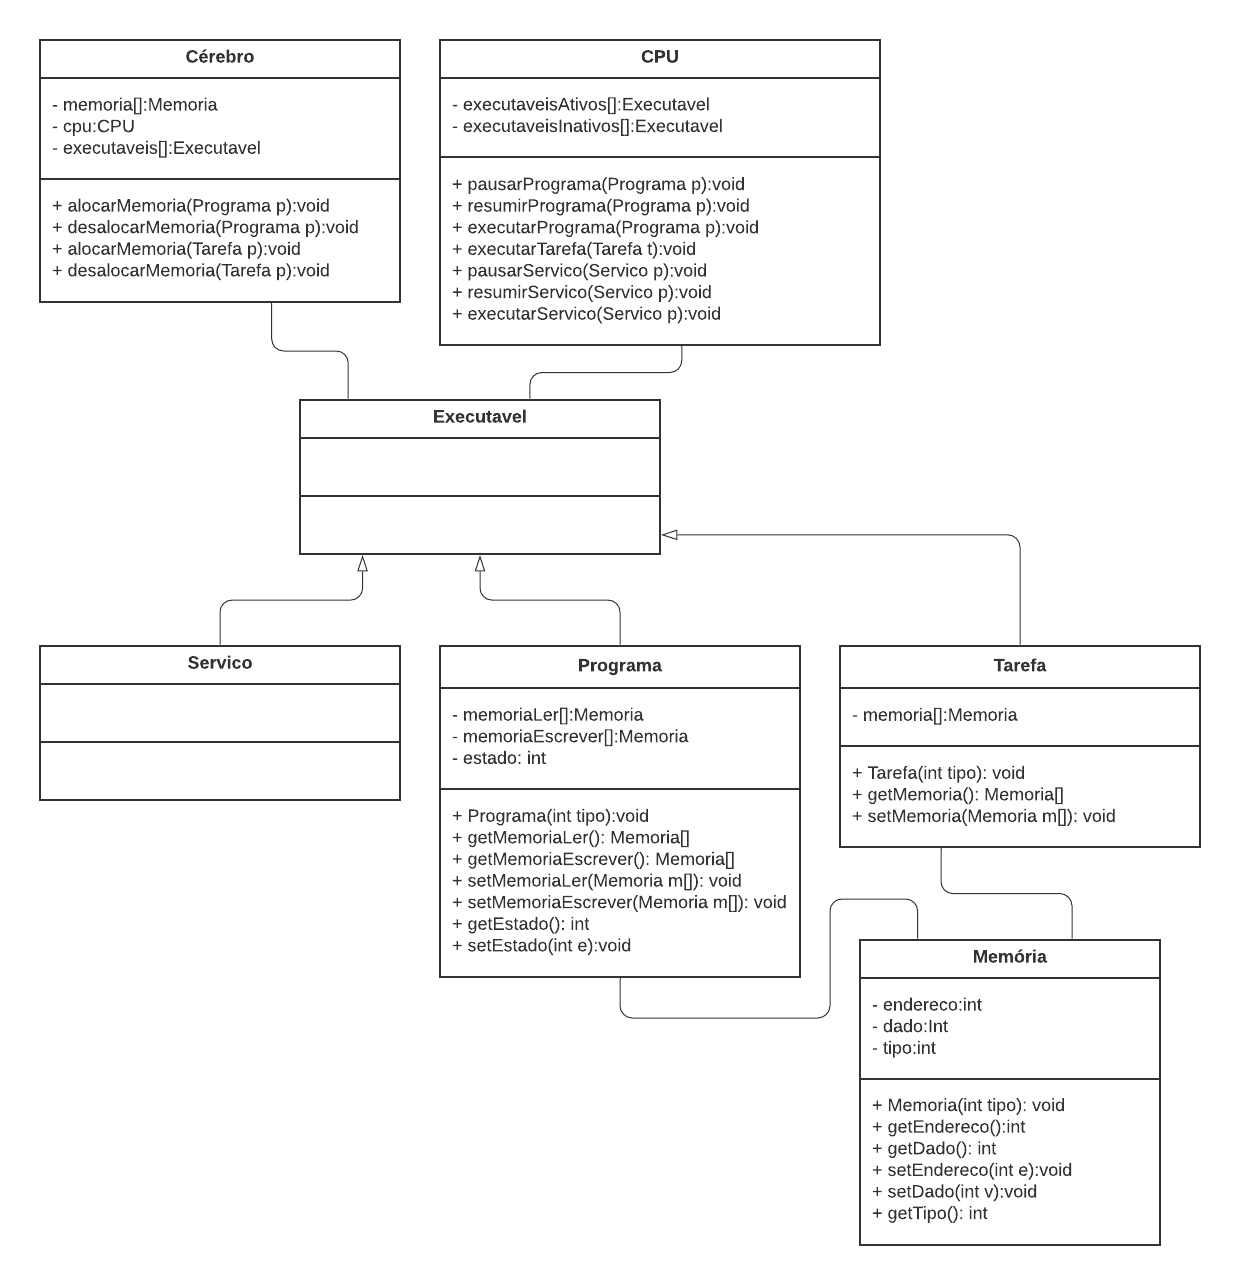 Cérebro
- memoria[]:Memoria
- cpu:CPU
- executaveis[]:Executavel
+ alocarMemoria(Programa p):void
+ desalocarMemoria(Programa p):void
+ alocarMemoria(Tarefa p):void
+ desalocarMemoria(Tarefa p):void
CPU
- executaveisAtivos[]:Executavel
- executaveisInativos[]:Executavel
+ pausarPrograma(Programa p):void
+ resumirPrograma(Programa p):void
+ executarPrograma(Programa p):void
+ executarTarefa(Tarefa t):void
+ pausarServico(Servico p):void
+ resumirServico(Servico p):void
+ executarServico(Servico p):void
Executavel
Servico
Programa
- memoriaLer[]:Memoria
- memoriaEscrever[]:Memoria
- estado: int
+ Programa(int tipo):void
+ getMemoriaLer(): Memoria[]
+ getMemoriaEscrever(): Memoria[]
+ setMemoriaLer(Memoria m[]): void
+ setMemoriaEscrever(Memoria m[]): void
+ getEstado(): int
+ setEstado(int e):void
Tarefa
- memoria[]:Memoria
+ Tarefa(int tipo): void
+ getMemoria(): Memoria[]
+ setMemoria(Memoria m[]): void
Memória
- endereco:int
- dado:Int
- tipo:int
+ Memoria(int tipo): void
+ getEndereco():int
+ getDado(): int
+ setEndereco(int e):void
+ setDado(int v):void
+ getTipo(): int